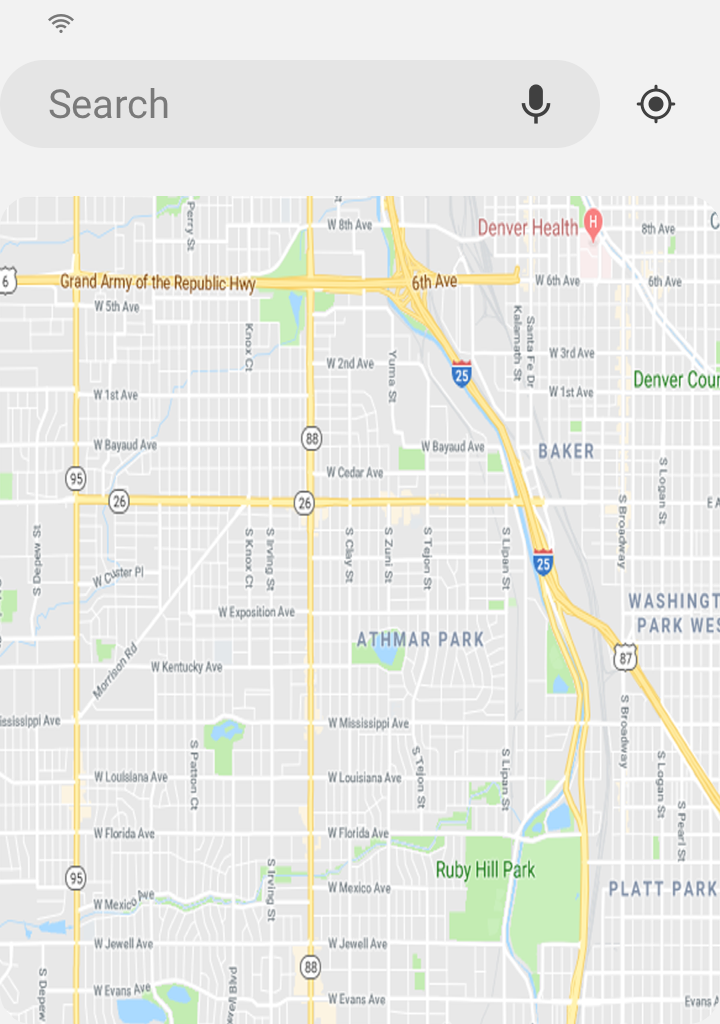 Search
Perry St
W 8th Ave
Denver Health
H
8th Ave
C
6
Grand Army of the Republic Hwy
6th Ave
W 6th Ave
6th Ave
W 5th Ave
Knox Ct
Kalamath St
Santa Fe Dr
W 2nd Ave
Yuma St
25
W 3rd Ave
Denver Cour
W 1st Ave
W 1st Ave
88
W Bayaud Ave
W Bayaud Ave
BAKER
95
W Cedar Ave
S Logan St
26
26
S Broadway
E A
S Depew St
S Knox Ct
S Irving St
S Clay St
S Zuni St
S Tejon St
S Lipan St
25
W Custer Pl
W Exposition Ave
WASHINGT
PARK WES
ATHMAR PARK
87
Morrison Rd
W Kentucky Ave
ississippi Ave
W Mississippi Ave
S Broadway
S Patton Ct
S Tejon St
S Lipan St
S Logan St
W Louisiana Ave
W Louisiana Ave
S Pearl St
W Florida Ave
W Florida Ave
Ruby Hill Park
95
S Irving St
W Mexico Ave
PLATT PARK
W Mexico Ave
W Jewell Ave
W Jewell Ave
88
S Depew
W Evans Ave
W Evans Ave
Evans A